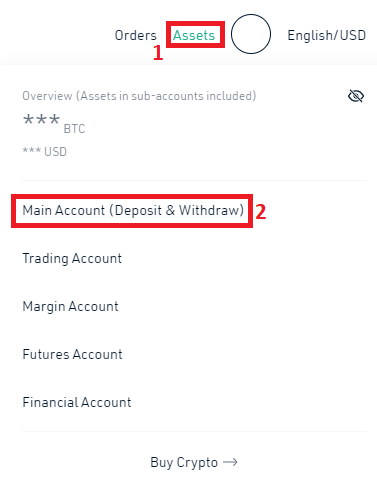 Orders Assets English/USD
1
Overview (Assets in sub-accounts included)
*** BTC
*** USD
Main Account (Deposit & Withdraw) 2
Trading Account
Margin Account
Futures Account
Financial Account
Buy Crypto →